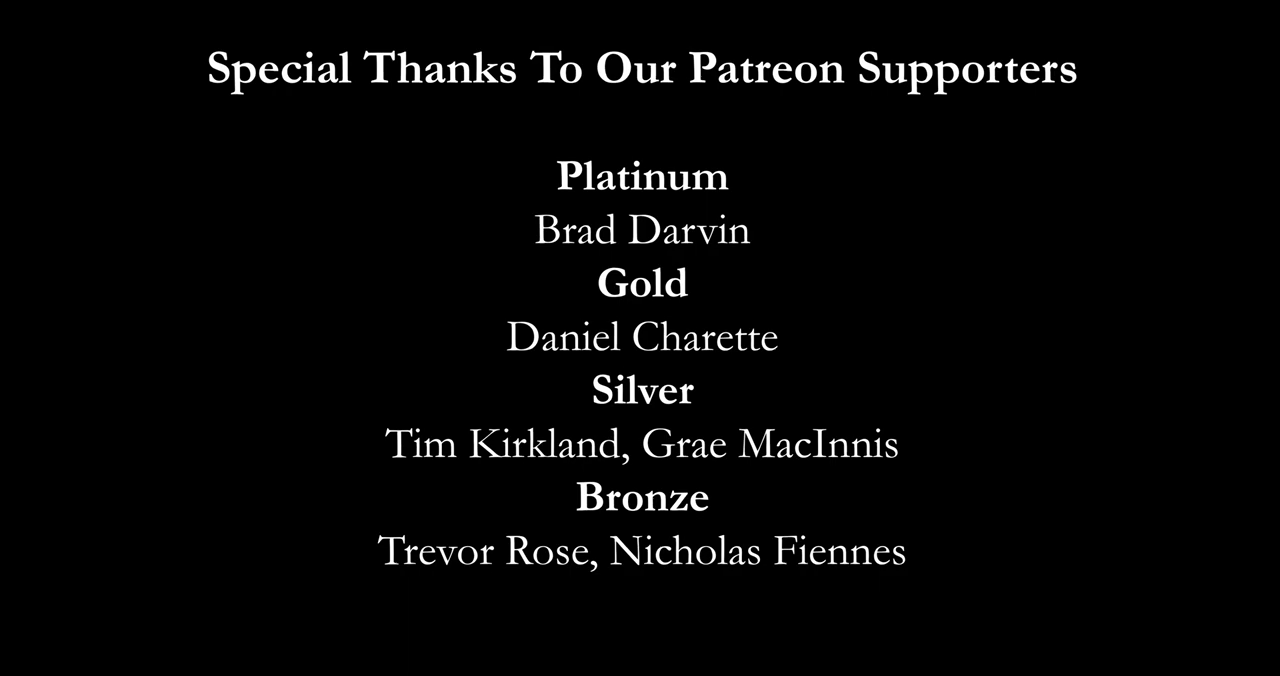 Special Thanks To Our Patreon Supporters
Platinum
Brad Darvin
Gold
Daniel Charette
Silver
Tim Kirkland, Grae MacInnis
Bronze
Trevor Rose, Nicholas Fiennes